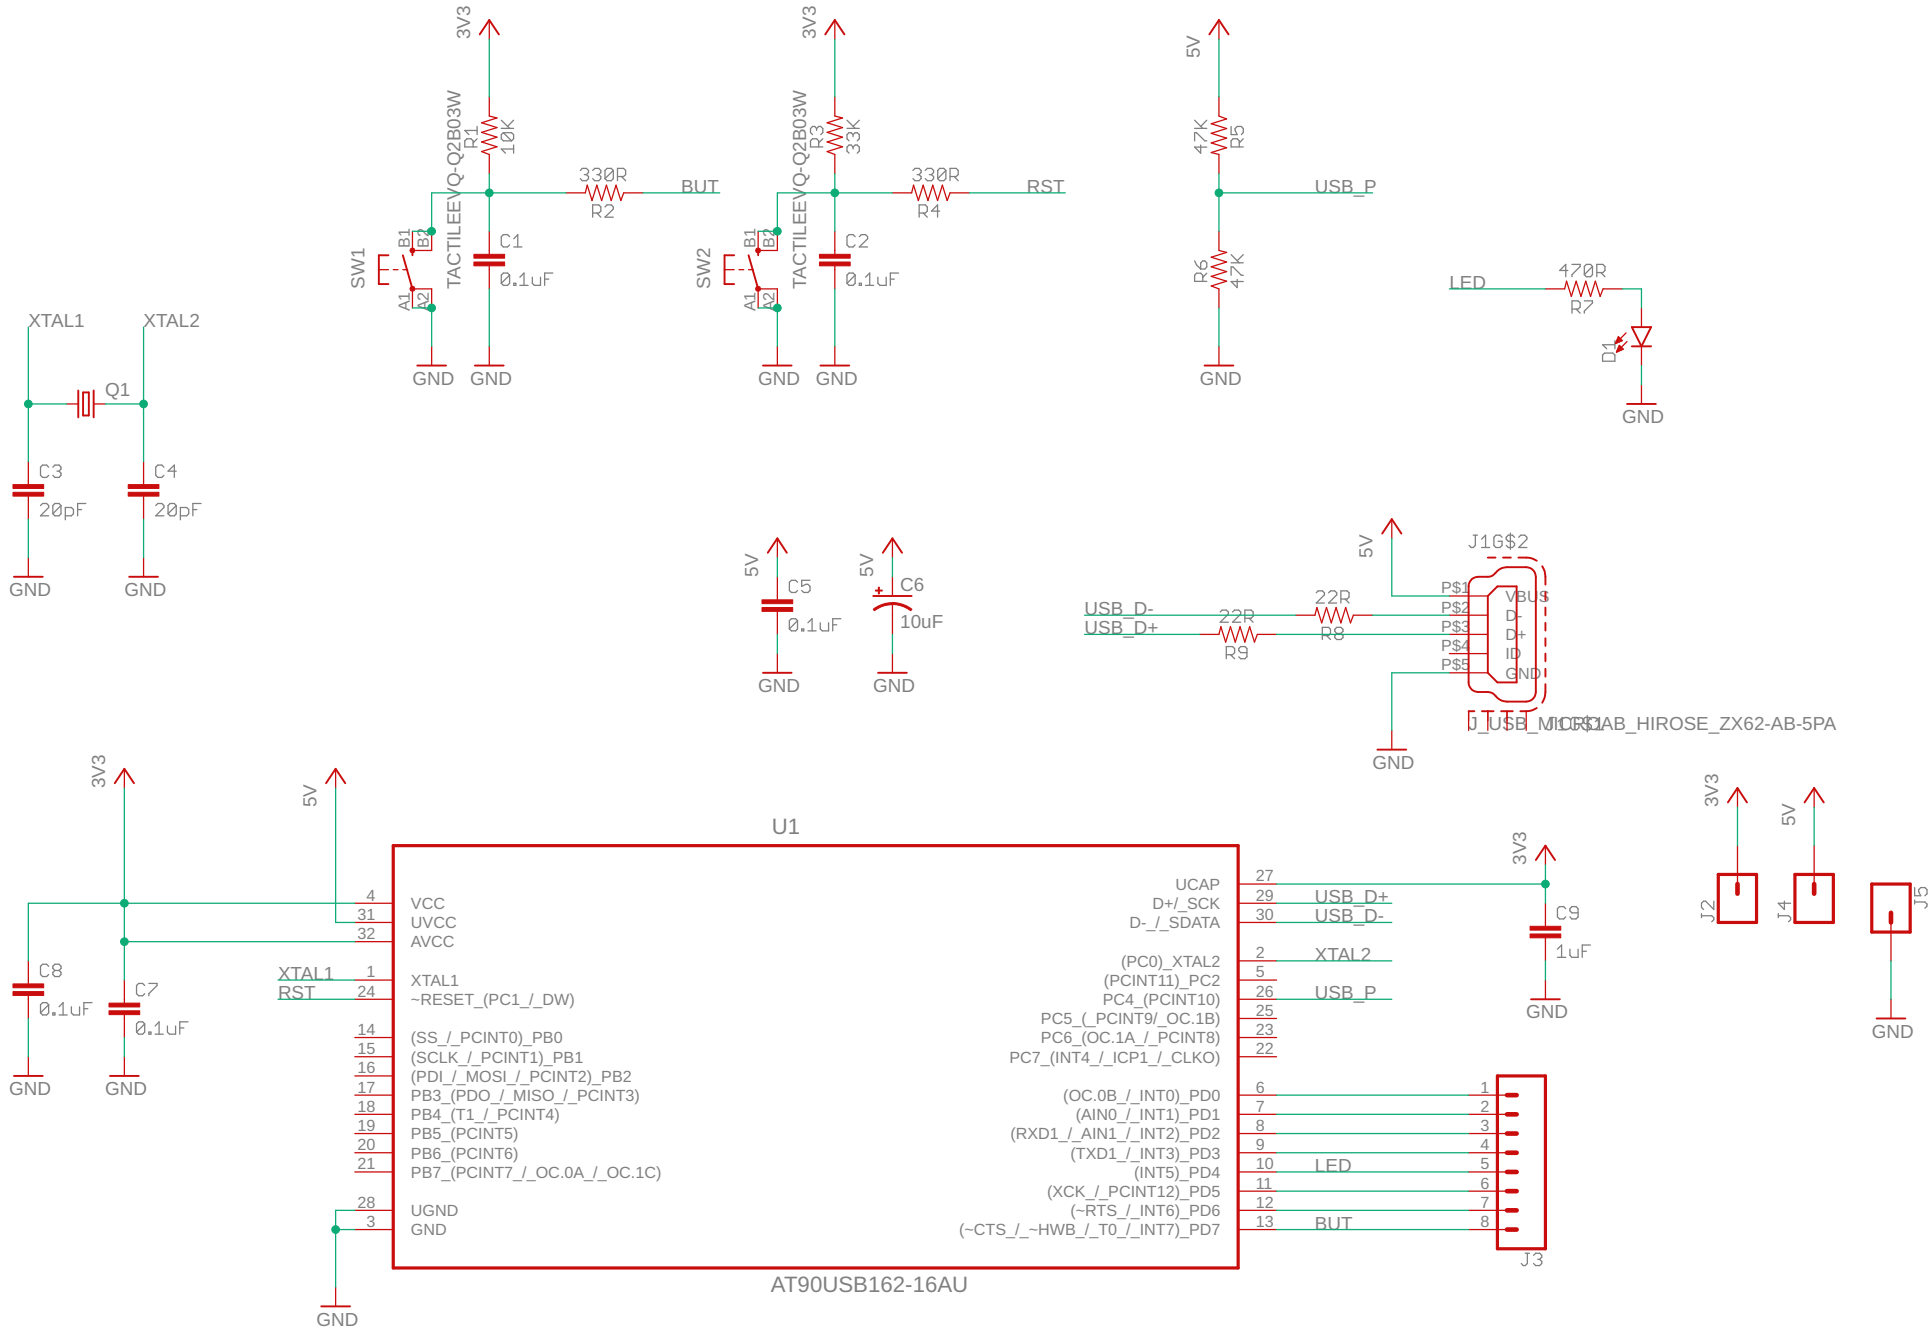 3V3
3V3
5V
R1
10K
TACTILEEVQ-Q2B03W
R3
33K
TACTILEEVQ-Q2B03W
47K
R5
330R
BUT
R2
330R
RST
R4
USB_P
SW1
B1
B2
A1
A2
C1
0.1uF
SW2
B1
B2
A1
A2
C2
0.1uF
R6
47K
LED
470R
R7
D1
GND
GND
GND
GND
GND
GND
XTAL1
XTAL2
Q1
C3
20pF
C4
20pF
GND
GND
5V
C5
0.1uF
GND
5V
C6
10uF
GND
5V
J1G$2
USB_D-
USB_D+
22R
R8
22R
R9
P$1
VBUS
P$2
D-
P$3
D+
P$4
ID
P$5
GND
J_USB_MICROAB_HIROSE_ZX62-AB-5PA
J1G$1
GND
3V3
5V
U1
3V3
3V3
5V
4
VCC
31
UVCC
32
AVCC
XTAL1
1
XTAL1
RST
24
~RESET_(PC1_/_DW)
14
(SS_/_PCINT0)_PB0
15
(SCLK_/_PCINT1)_PB1
16
(PDI_/_MOSI_/_PCINT2)_PB2
17
PB3_(PDO_/_MISO_/_PCINT3)
18
PB4_(T1_/_PCINT4)
19
PB5_(PCINT5)
20
PB6_(PCINT6)
21
PB7_(PCINT7_/_OC.0A_/_OC.1C)
28
UGND
3
GND
C8
0.1uF
GND
C7
0.1uF
GND
GND
UCAP
27
D+/_SCK
29
USB_D+
D-_/_SDATA
30
USB_D-
(PC0)_XTAL2
2
XTAL2
(PCINT11)_PC2
5
PC4_(PCINT10)
26
USB_P
PC5_(_PCINT9/_OC.1B)
25
PC6_(OC.1A_/_PCINT8)
23
PC7_(INT4_/_ICP1_/_CLKO)
22
(OC.0B_/_INT0)_PD0
6
1
(AIN0_/_INT1)_PD1
7
2
(RXD1_/_AIN1_/_INT2)_PD2
8
3
(TXD1_/_INT3)_PD3
9
4
(INT5)_PD4
10
LED
5
(XCK_/_PCINT12)_PD5
11
6
(~RTS_/_INT6)_PD6
12
7
(~CTS_/_~HWB_/_T0_/_INT7)_PD7
13
BUT
8
J3
C9
1uF
GND
J2
J4
J5
GND
AT90USB162-16AU